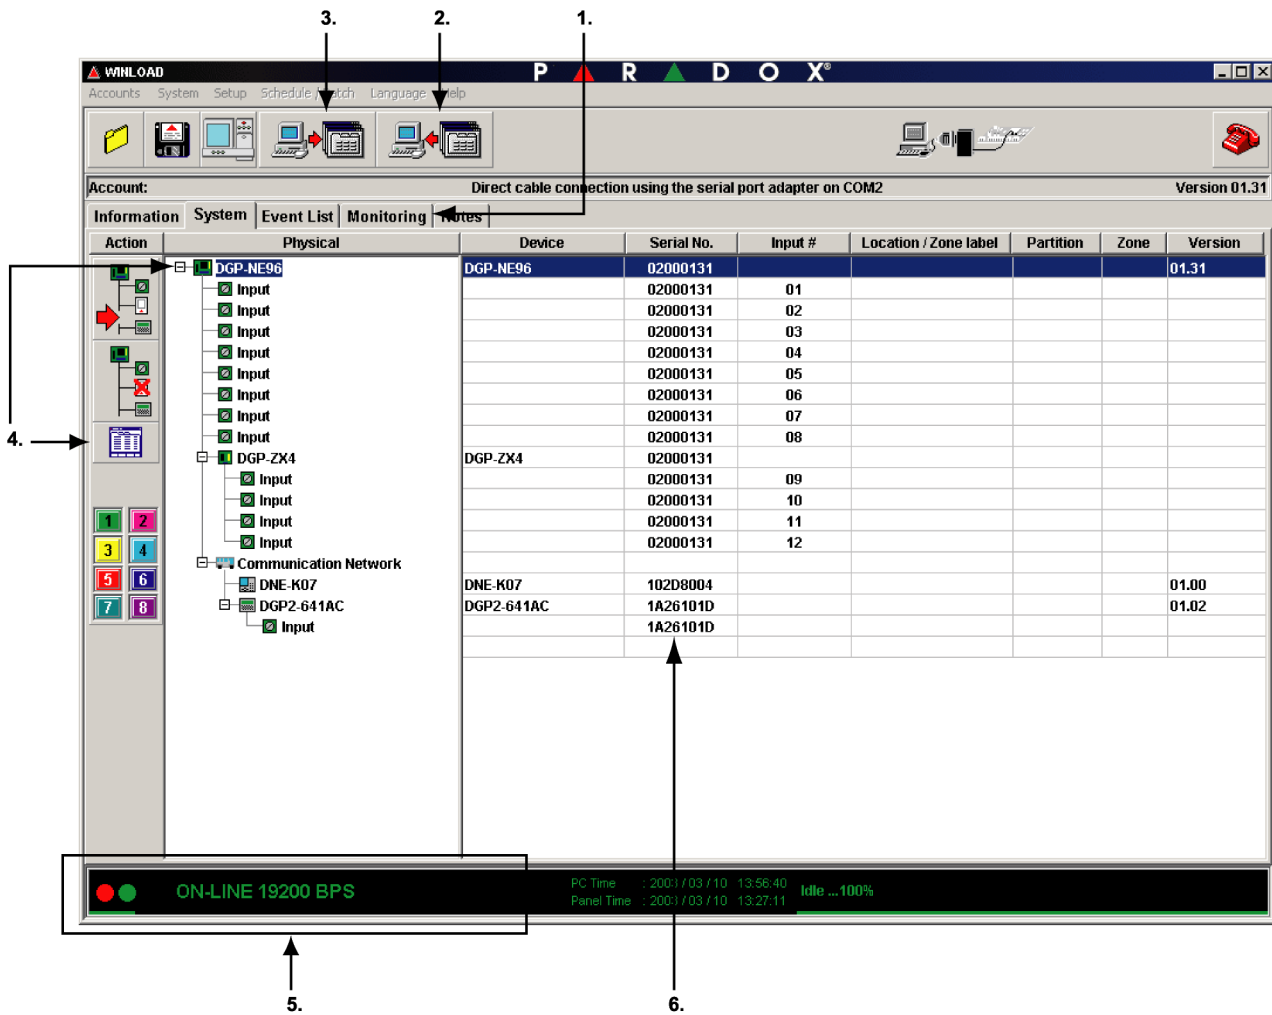 3.
2.
1.
WINLOAD
PARADOX®
Accounts System Setup Schedule / Language
Account:
Direct cable connection using the serial port adapter on COM2
Version 01.31
Information System Event List Monitoring Notes
Action Physical Device Serial No. Input # Location / Zone label Partition Zone Version
DGP-NE96 DGP-NE96 02000131 01.31
Input 02000131 01
Input 02000131 02
Input 02000131 03
Input 02000131 04
Input 02000131 05
Input 02000131 06
Input 02000131 07
4.
Input 02000131 08
DGP-ZX4 DGP-ZX4 02000131
Input 02000131 09
Input 02000131 10
Input 02000131 11
Input 02000131 12
1 2
3 4
5 6
7 8
Communication Network
DNE-K07 DNE-K07 102D8004 01.00
DGP2-641AC DGP2-641AC 1A26101D 01.02
Input 1A26101D
ON-LINE 19200 BPS
PC Time : 2003 / 03 / 10 13:56:40
Panel Time : 2003 / 03 / 10 13:27:11
Idle ...100%
5.
6.